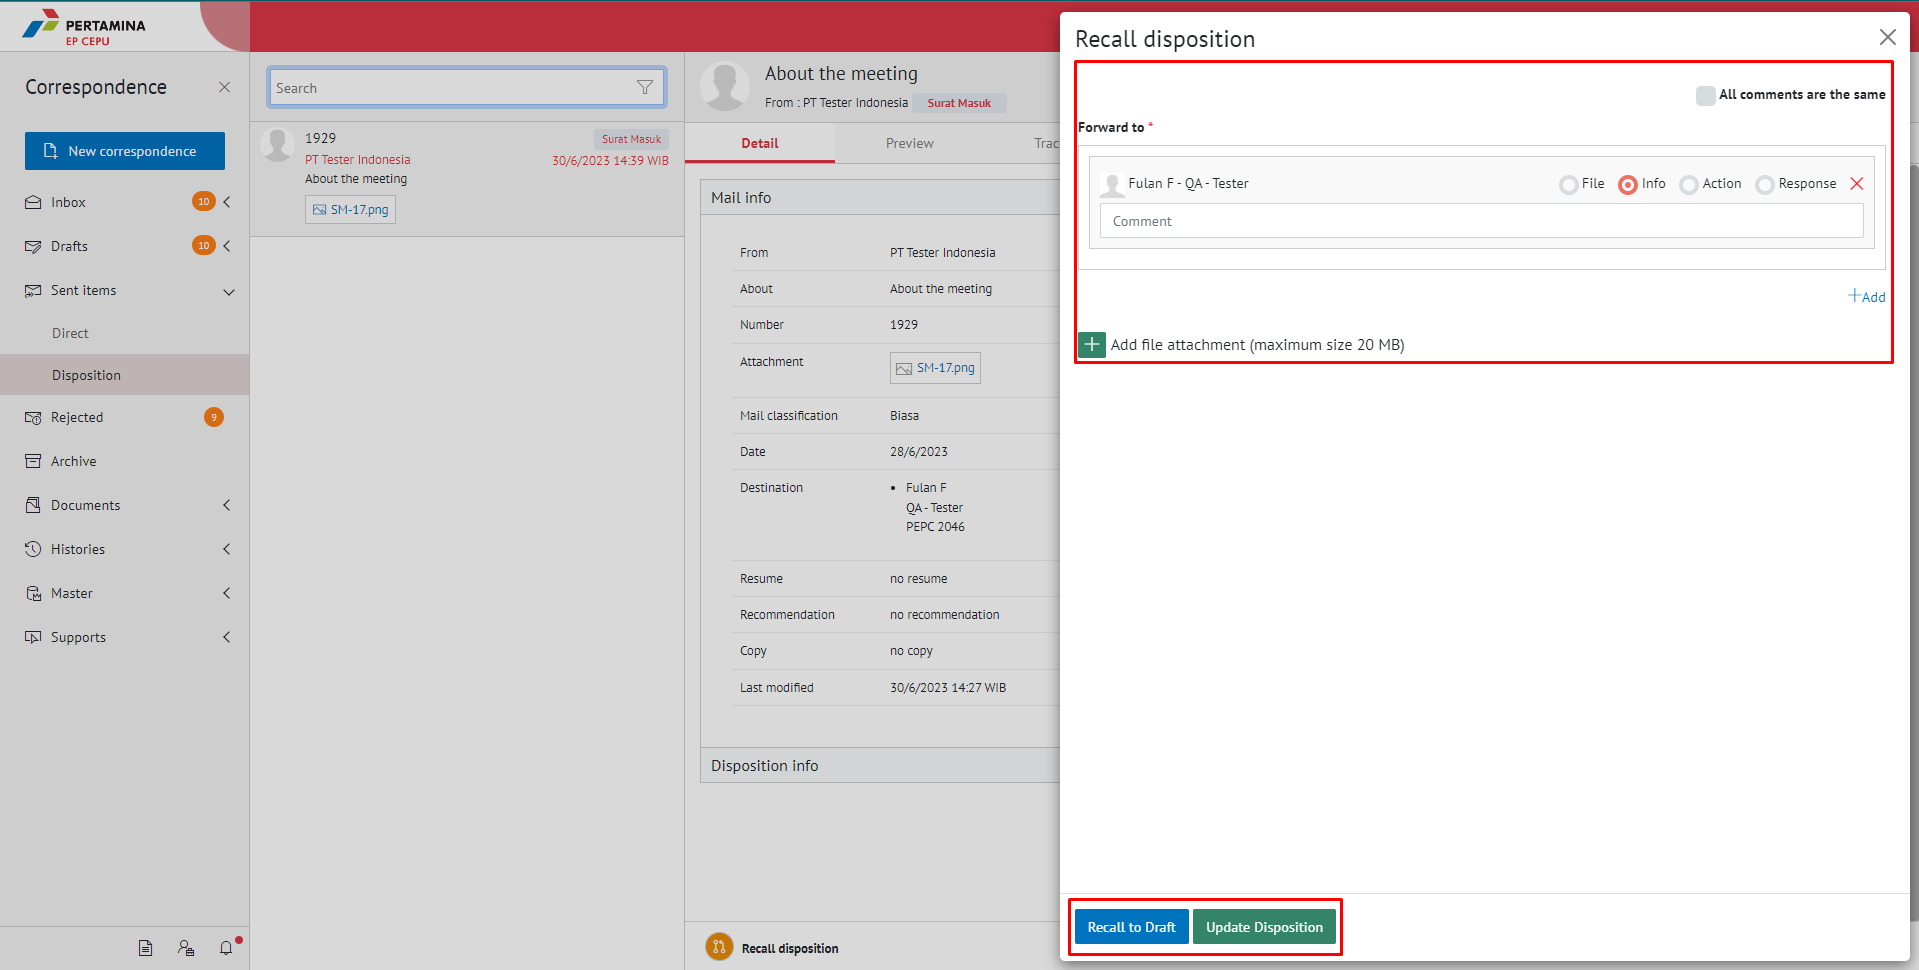 PERTAMINA
EP CEPU
Correspondence
New correspondence
Inbox 10
Drafts 10
Sent items
Direct
Disposition
Rejected 9
Archive
Documents
Histories
Master
Supports
Search
1929 Surat Masuk
PT Tester Indonesia 30/6/2023 14:39 WIB
About the meeting
SM-17.png
About the meeting
From : PT Tester Indonesia Surat Masuk
Detail Preview Trac
Mail info
From PT Tester Indonesia
About About the meeting
Number 1929
Attachment SM-17.png
Mail classification Biasa
Date 28/6/2023
Destination • Fulan F
QA - Tester
PEPC 2046
Resume no resume
Recommendation no recommendation
Copy no copy
Last modified 30/6/2023 14:27 WIB
Disposition info
Recall disposition
Recall disposition
All comments are the same
Forward to *
Fulan F - QA - Tester File Info Action Response
Comment
+Add
+ Add file attachment (maximum size 20 MB)
Recall to Draft Update Disposition